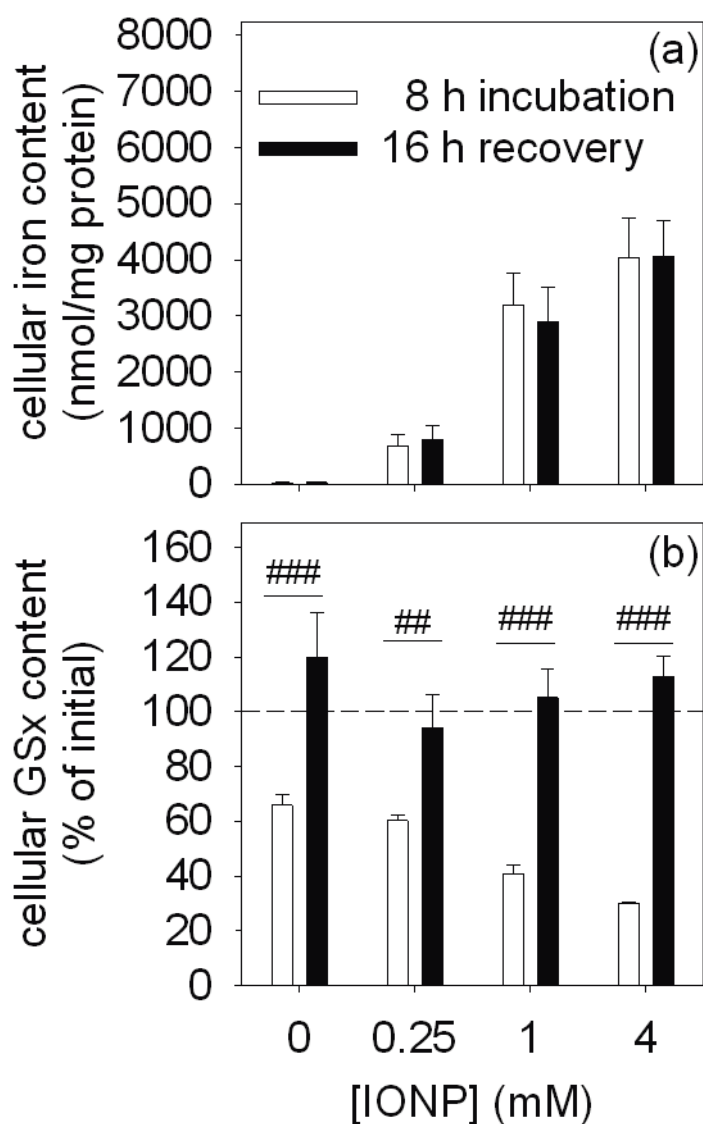 (a)
8 h incubation
16 h recovery
cellular iron content
(nmol/mg protein)
8000
7000
6000
5000
4000
3000
2000
1000
0
(b)
###
##
###
###
cellular GSx content
(% of initial)
160
140
120
100
80
60
40
20
0
0 0.25 1 4
[IONP] (mM)